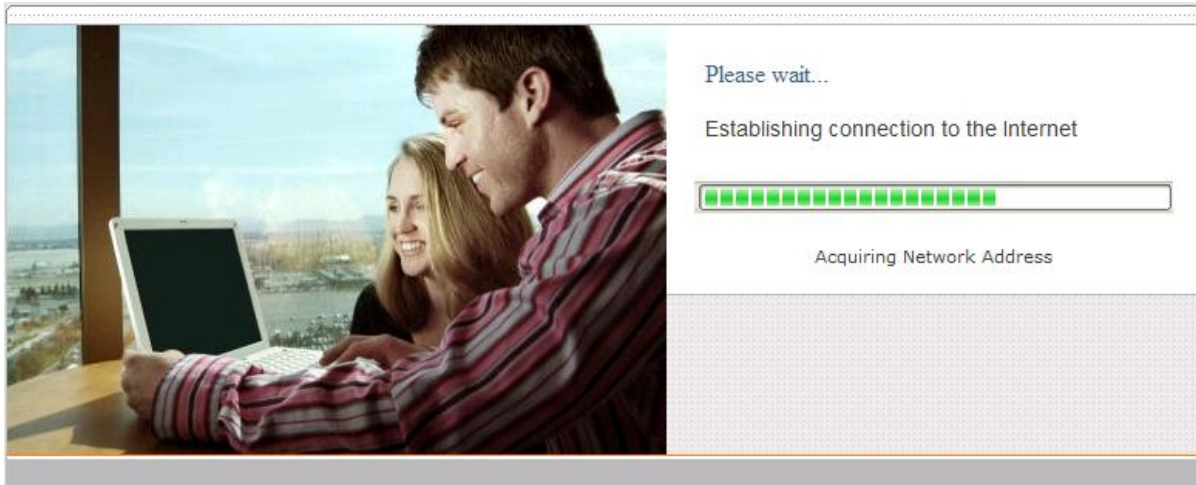 Please wait...
Establishing connection to the Internet
Acquiring Network Address